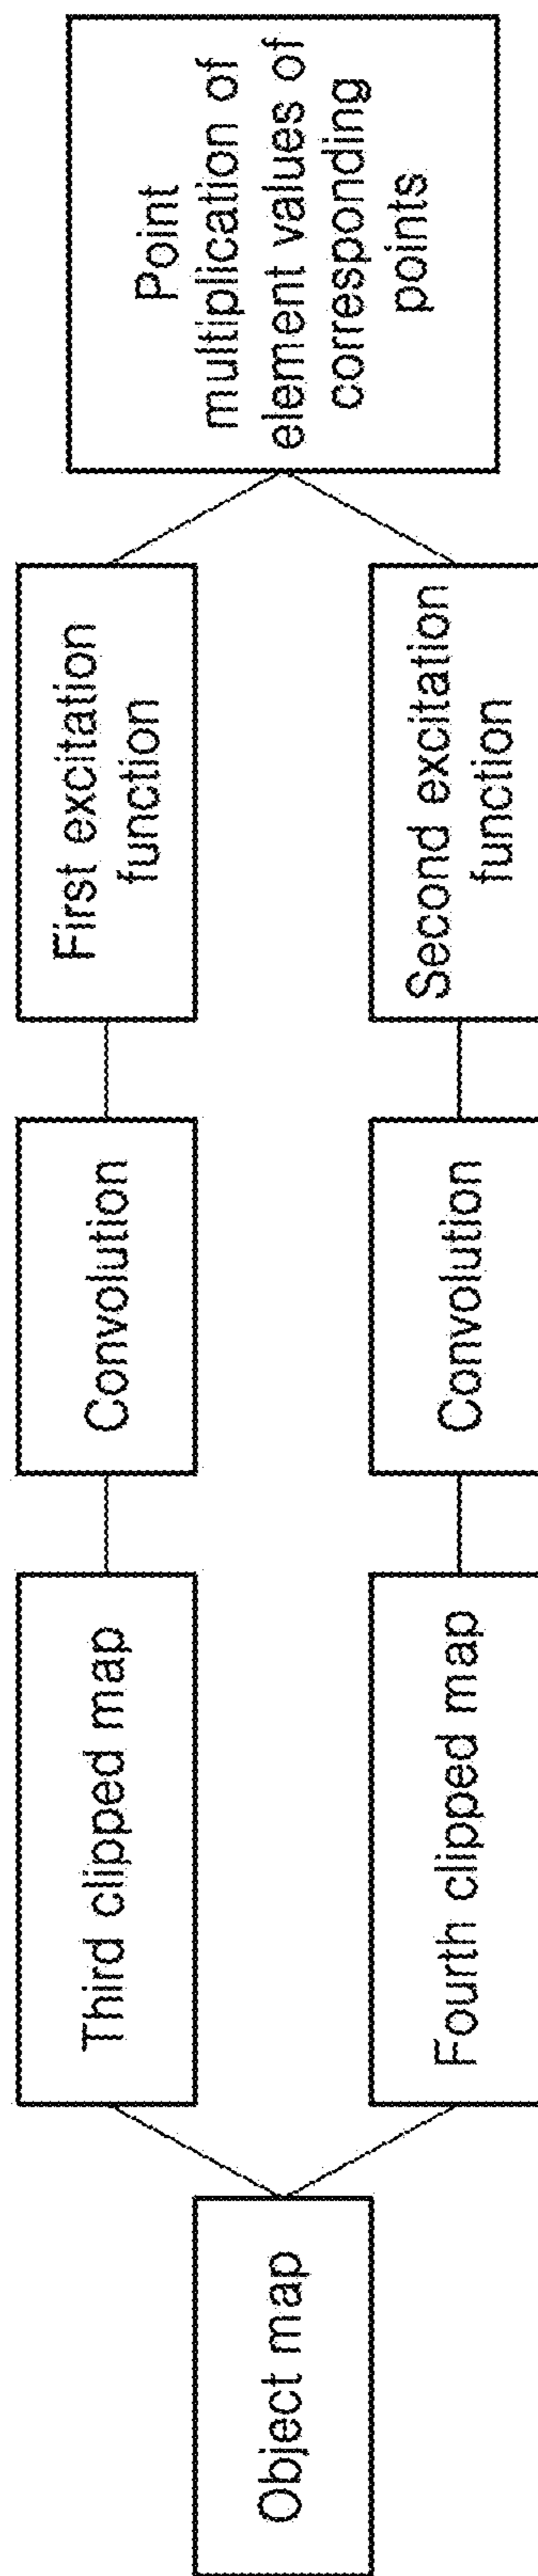 Object map
Third clipped map
Convolution
First excitation
function
Fourth clipped map
Convolution
Second excitation
function
Point
multiplication of
element values of
corresponding
points